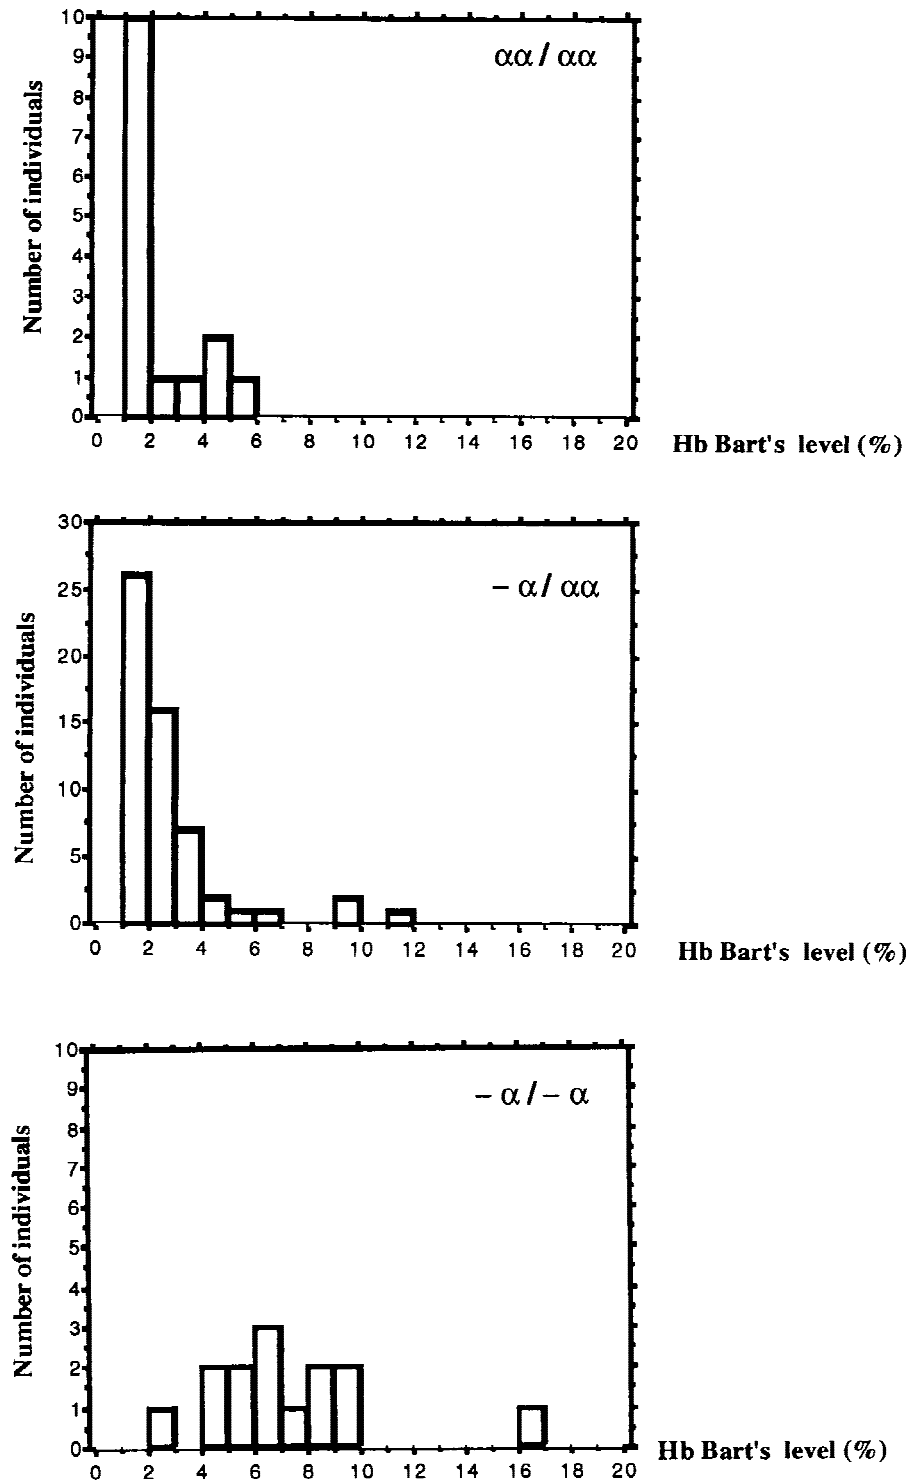 10
9
8
7
6
5
4
3
2
1
0
Number of individuals
αα / αα
0 2 4 6 8 10 12 14 16 18 20
Hb Bart's level (%)
30
25
20
15
10
5
0
Number of individuals
– α / αα
0 2 4 6 8 10 12 14 16 18 20
Hb Bart's level (%)
10
9
8
7
6
5
4
3
2
1
0
Number of individuals
– α / – α
0 2 4 6 8 10 12 14 16 18 20
Hb Bart's level (%)